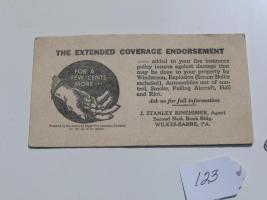 THE EXTENDED COVERAGE ENDORSEMENT
FOR A
FEW CENTS
MORE
added to your fire insurance
policy insures against damage that
may be done to your property by
Windstorm, Explosion (Steam Boiler
excluded), Automobiles out of con-
trol, Smoke, Falling Aircraft, Hail
and Riot.
Ask us for full information
J. STANLEY RINEHIMER, Agent
Second Natl. Bank Bldg.
WILKES-BARRE, PA.
123